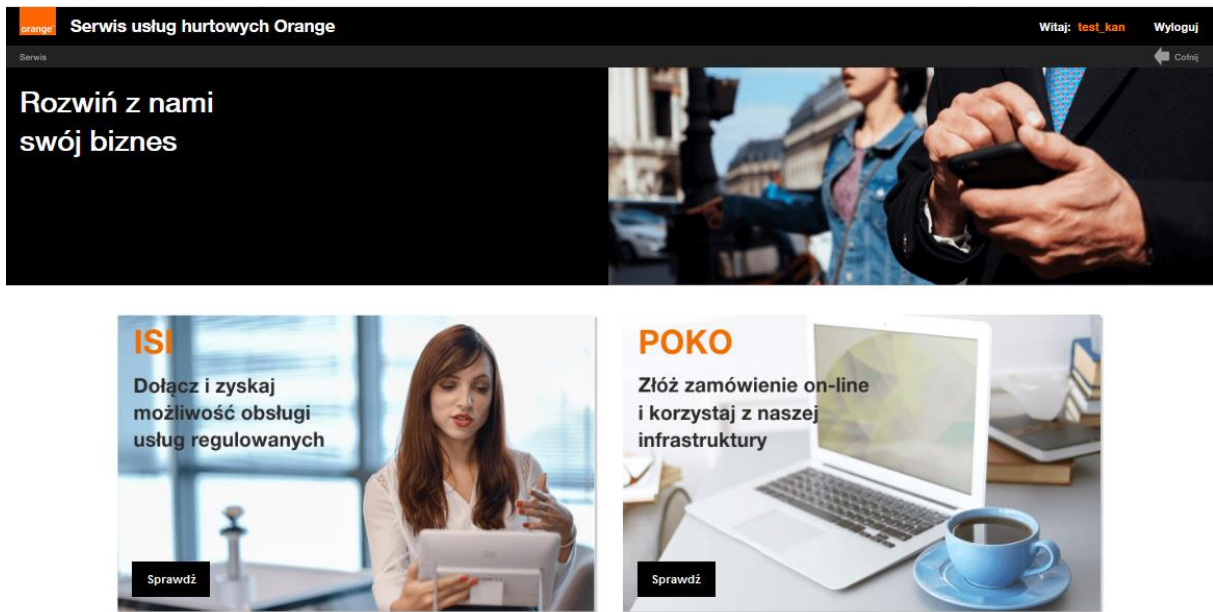 orange
Serwis usług hurtowych Orange
Witaj: test_kan
Wyloguj
Serwis
Cofnij
Rozwiń z nami
swój biznes
ISI
Dołącz i zyskaj
możliwość obsługi
usług regulowanych
Sprawdź
POKO
Złóż zamówienie on-line
i korzystaj z naszej
infrastruktury
Sprawdź